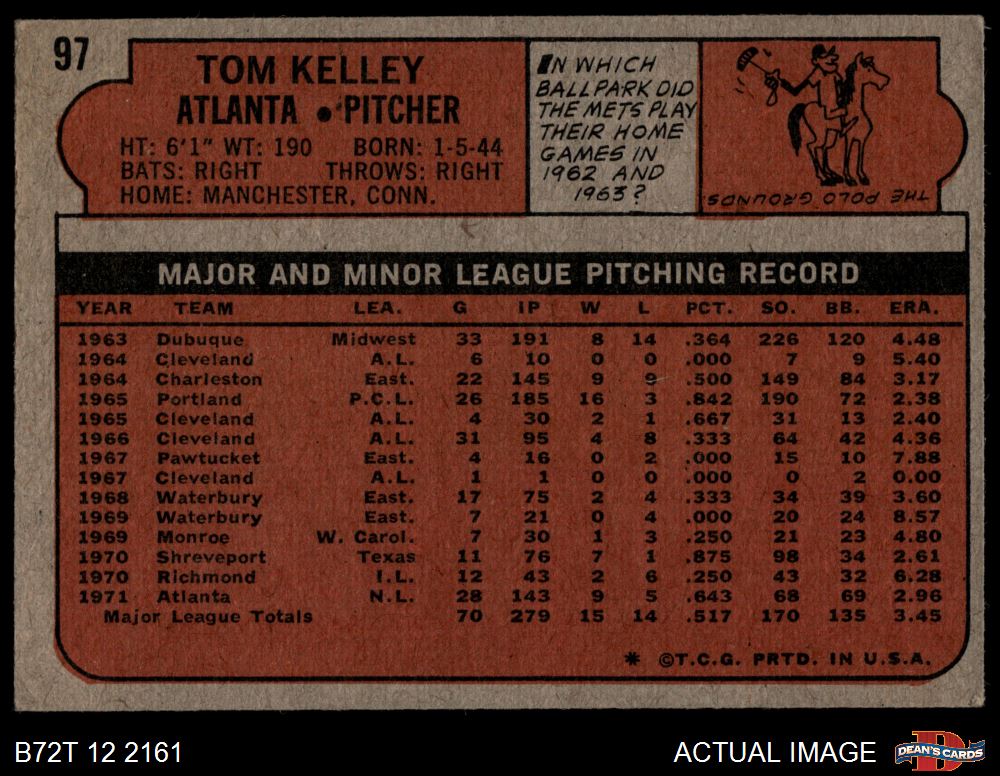 97
TOM KELLEY
ATLANTA • PITCHER
HT: 6'1" WT: 190 BORN: 1-5-44
BATS: RIGHT THROWS: RIGHT
HOME: MANCHESTER, CONN.
IN WHICH
BALLPARK DID
THE METS PLAY
THEIR HOME
GAMES IN
1962 AND
1963?
THE POLO GROUNDS.
MAJOR AND MINOR LEAGUE PITCHING RECORD
YEAR TEAM LEA. G IP W L PCT. SO. BB. ERA.
1963 Dubuque Midwest 33 191 8 14 .364 226 120 4.48
1964 Cleveland A.L. 6 10 0 0 .000 7 9 5.40
1964 Charleston East. 22 145 9 9 .500 149 84 3.17
1965 Portland P.C.L. 26 185 16 3 .842 190 72 2.38
1965 Cleveland A.L. 4 30 2 1 .667 31 13 2.40
1966 Cleveland A.L. 31 95 4 8 .333 64 42 4.36
1967 Pawtucket East. 4 16 0 2 .000 15 10 7.88
1967 Cleveland A.L. 1 1 0 0 .000 0 2 0.00
1968 Waterbury East. 17 75 2 4 .333 34 39 3.60
1969 Waterbury East. 7 21 0 4 .000 20 24 8.57
1969 Monroe W. Carol. 7 30 1 3 .250 21 23 4.80
1970 Shreveport Texas 11 76 7 1 .875 98 34 2.61
1970 Richmond I.L. 12 43 2 6 .250 43 32 6.28
1971 Atlanta N.L. 28 143 9 5 .643 68 69 2.96
Major League Totals 70 279 15 14 .517 170 135 3.45
* ©T.C.G. PRTD. IN U.S.A.
B72T 12 2161
ACTUAL IMAGE
D
DEAN'S CARDS